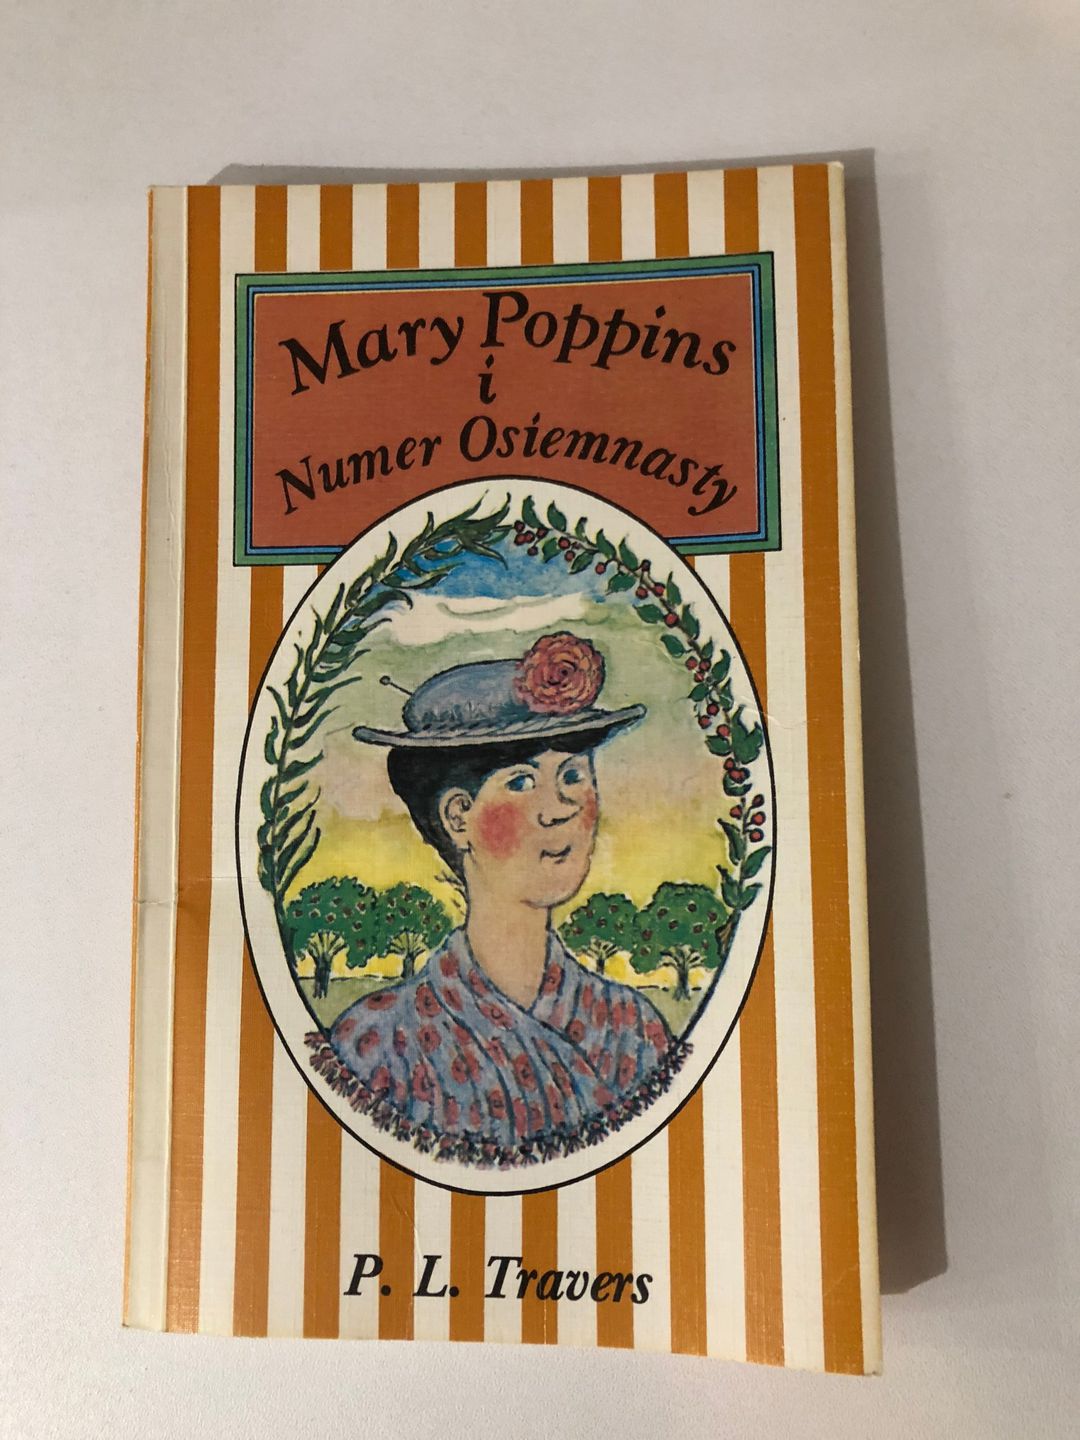 Mary Poppins
i
Numer Osiemnasty
P. L. Travers